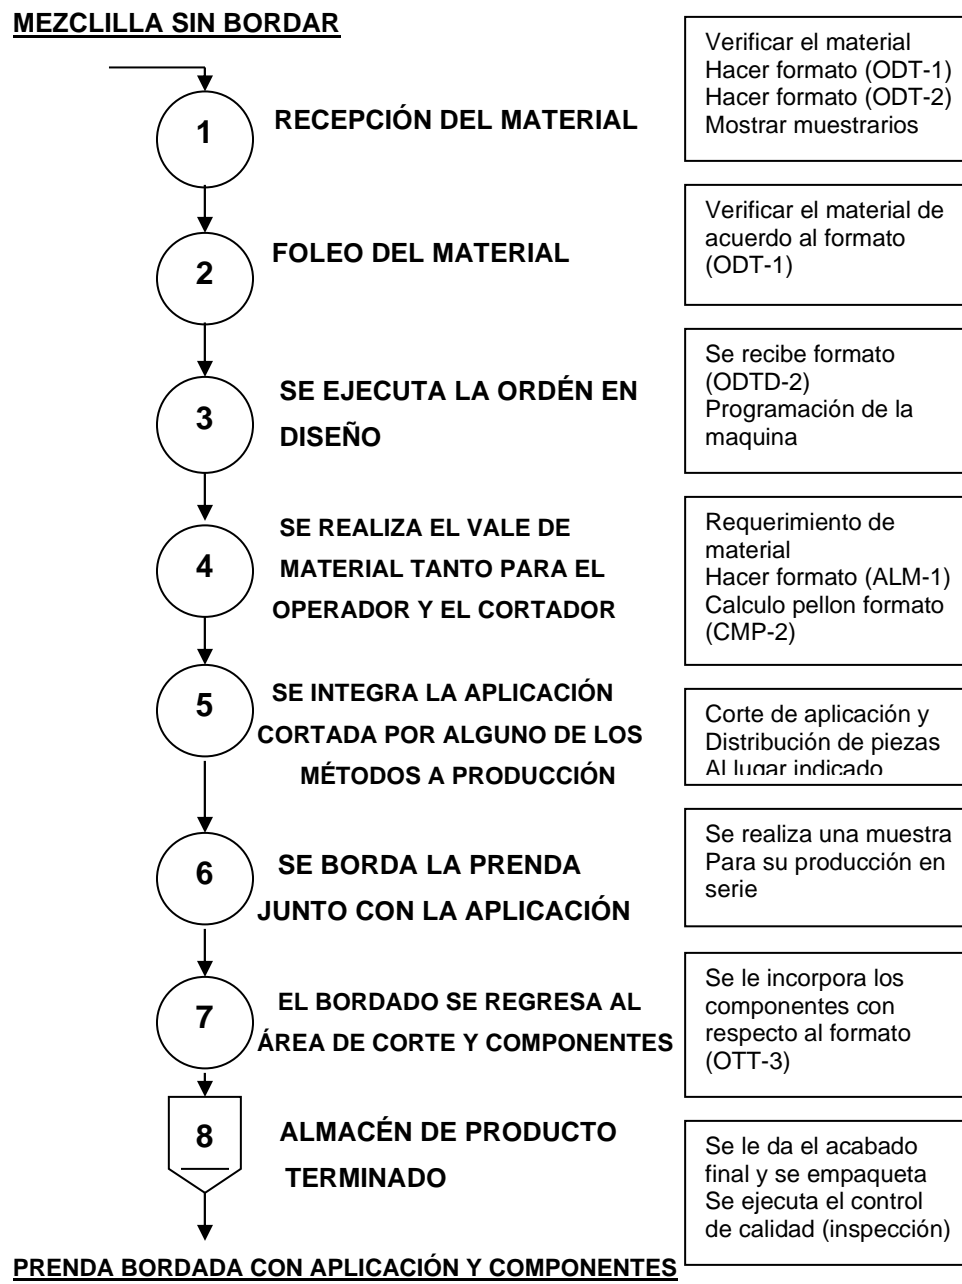 MEZCLILLA SIN BORDAR
1
RECEPCIÓN DEL MATERIAL
Verificar el material
Hacer formato (ODT-1)
Hacer formato (ODT-2)
Mostrar muestrarios
2
FOLEO DEL MATERIAL
Verificar el material de
acuerdo al formato
(ODT-1)
3
SE EJECUTA LA ORDÉN EN
DISEÑO
Se recibe formato
(ODTD-2)
Programación de la
maquina
4
SE REALIZA EL VALE DE
MATERIAL TANTO PARA EL
OPERADOR Y EL CORTADOR
Requerimiento de
material
Hacer formato (ALM-1)
Calculo pellon formato
(CMP-2)
5
SE INTEGRA LA APLICACIÓN
CORTADA POR ALGUNO DE LOS
MÉTODOS A PRODUCCIÓN
Corte de aplicación y
Distribución de piezas
Al lugar indicado
6
SE BORDA LA PRENDA
JUNTO CON LA APLICACIÓN
Se realiza una muestra
Para su producción en
serie
7
EL BORDADO SE REGRESA AL
ÁREA DE CORTE Y COMPONENTES
Se le incorpora los
componentes con
respecto al formato
(OTT-3)
8
ALMACÉN DE PRODUCTO
TERMINADO
Se le da el acabado
final y se empaqueta
Se ejecuta el control
de calidad (inspección)
PRENDA BORDADA CON APLICACIÓN Y COMPONENTES